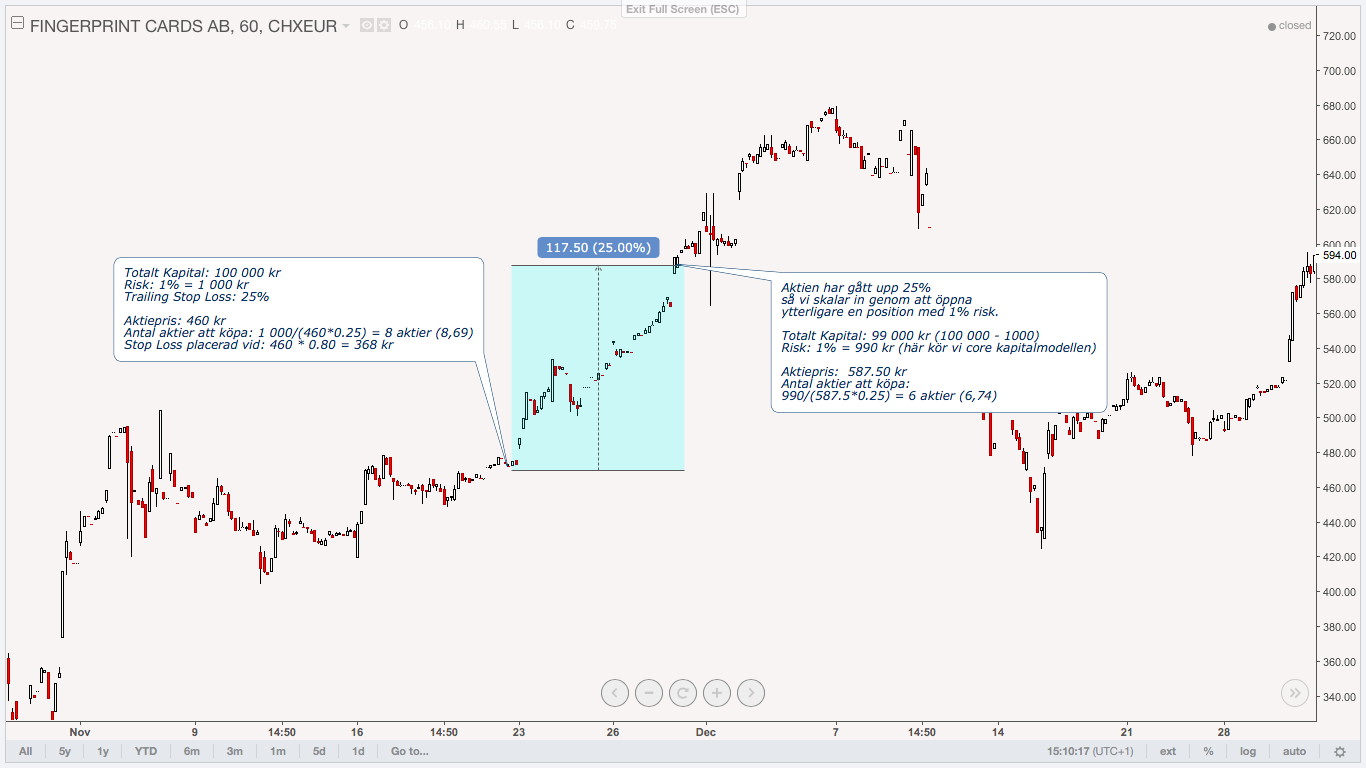 Exit Full Screen (ESC)
FINGERPRINT CARDS AB, 60, CHXEUR
O H L C
closed
720.00
700.00
680.00
660.00
640.00
620.00
600.00
594.00
580.00
560.00
540.00
520.00
500.00
480.00
460.00
440.00
420.00
400.00
380.00
360.00
340.00
117.50 (25.00%)
Totalt Kapital: 100 000 kr
Risk: 1% = 1 000 kr
Trailing Stop Loss: 25%
Aktiepris: 460 kr
Antal aktier att köpa: 1 000/(460*0.25) = 8 aktier (8,69)
Stop Loss placerad vid: 460 * 0.80 = 368 kr
Aktien har gått upp 25%
så vi skalar in genom att öppna
ytterligare en position med 1% risk.
Totalt Kapital: 99 000 kr (100 000 - 1000)
Risk: 1% = 990 kr (här kör vi core kapitalmodellen)
Aktiepris: 587.50 kr
Antal aktier att köpa:
990/(587.5*0.25) = 6 aktier (6,74)
Nov 9 14:50 16 14:50 23 26 Dec 7 14:50 14 21 28
All 5y 1y YTD 6m 3m 1m 5d 1d Go to... 15:10:17 (UTC+1) ext % log auto